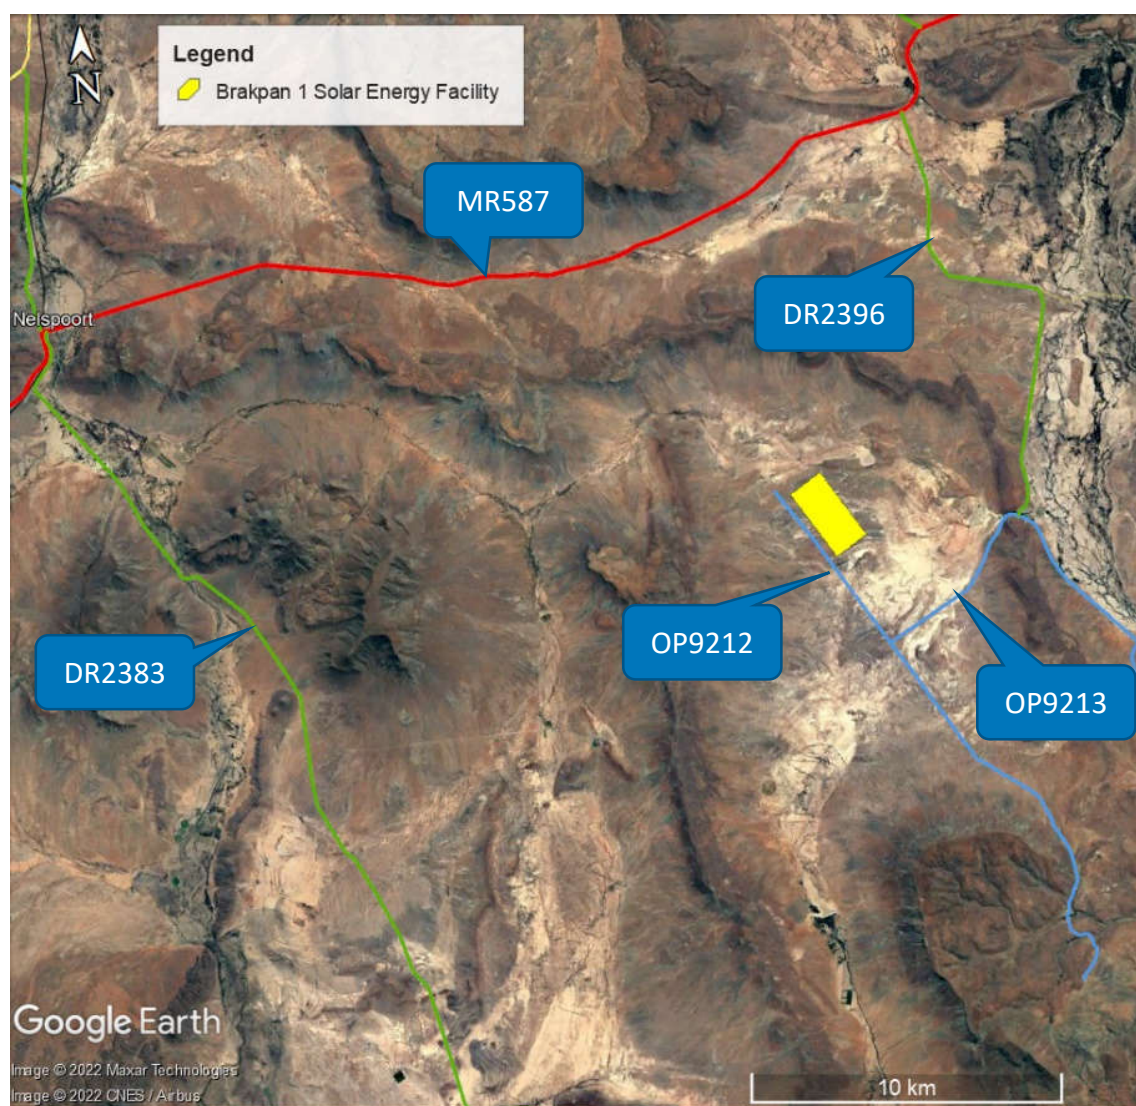 N
Legend
Brakpan 1 Solar Energy Facility
MR587
DR2396
Nelspoort
OP9212
DR2383
OP9213
Google Earth
Image © 2022 Maxar Technologies
Image © 2022 CNES / Airbus
10 km